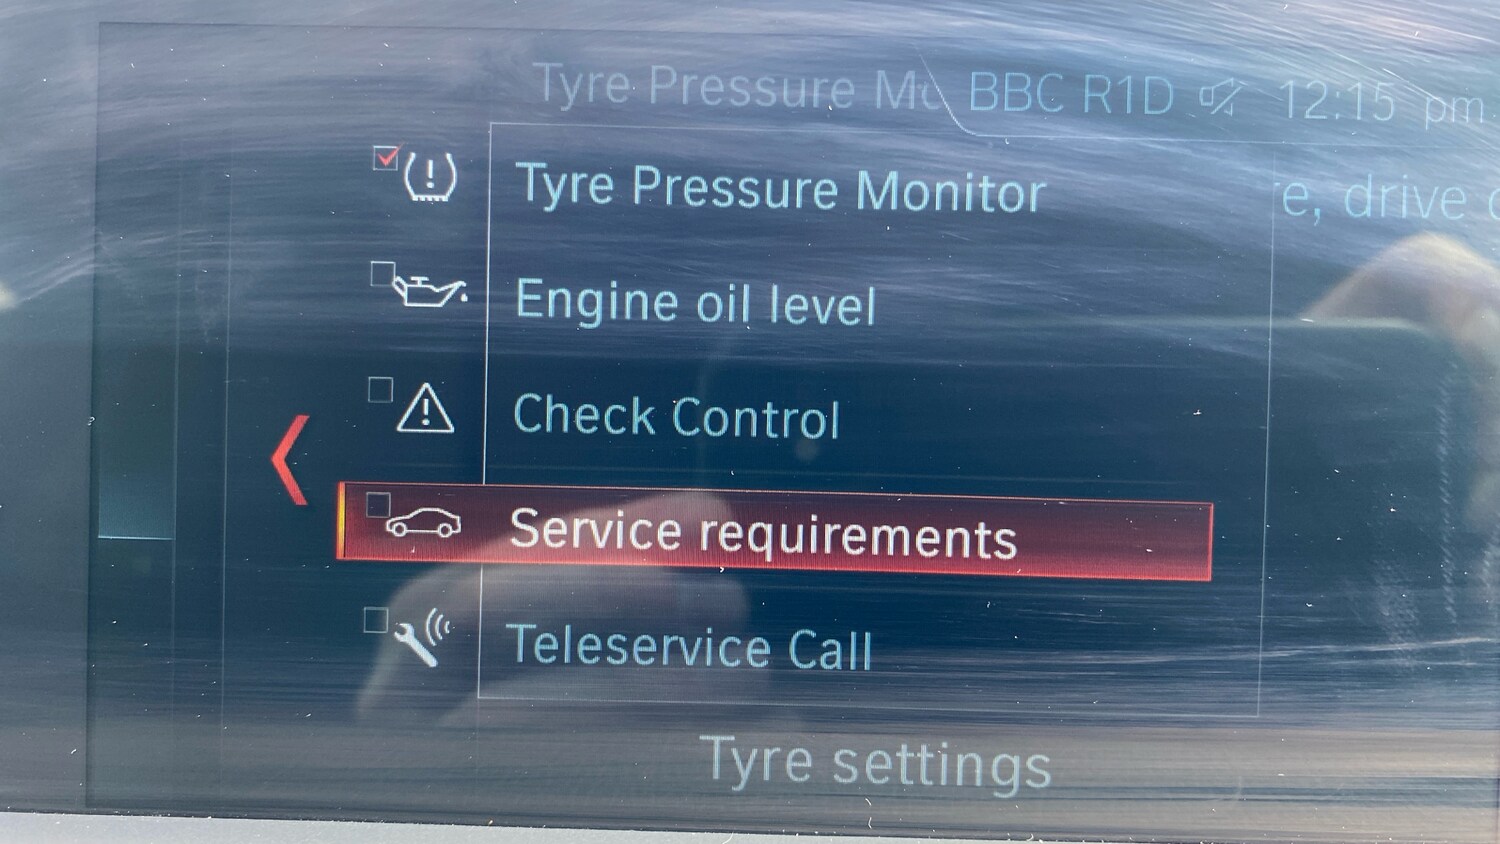 Tyre Pressure Mo
BBC R1D 12:15 pm
Tyre Pressure Monitor
e, drive
Engine oil level
Check Control
Service requirements
Teleservice Call
Tyre settings